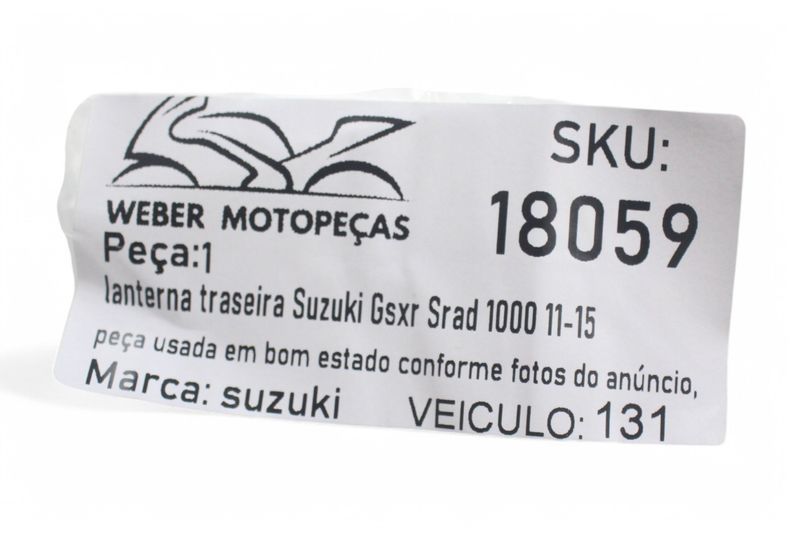 WEBER MOTOPEÇAS
SKU:
18059
Peça:1
lanterna traseira Suzuki Gsxr Srad 1000 11-15
peça usada em bom estado conforme fotos do anúncio,
Marca: suzuki
VEICULO: 131